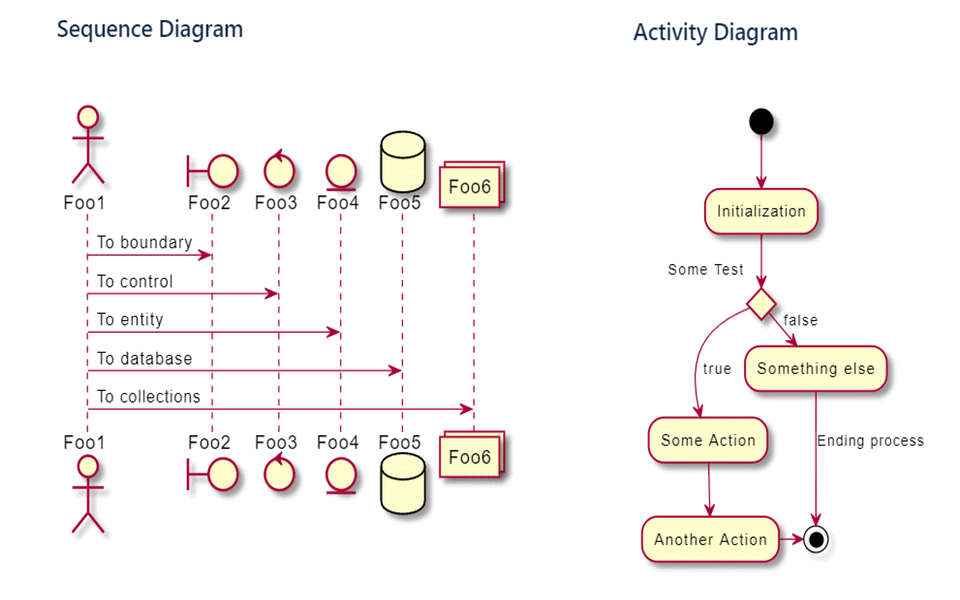 Sequence Diagram
Foo1 Foo2 Foo3 Foo4 Foo5 Foo6
To boundary
To control
To entity
To database
To collections
Foo1 Foo2 Foo3 Foo4 Foo5 Foo6
Activity Diagram
Initialization
Some Test
false
true
Something else
Some Action
Ending process
Another Action